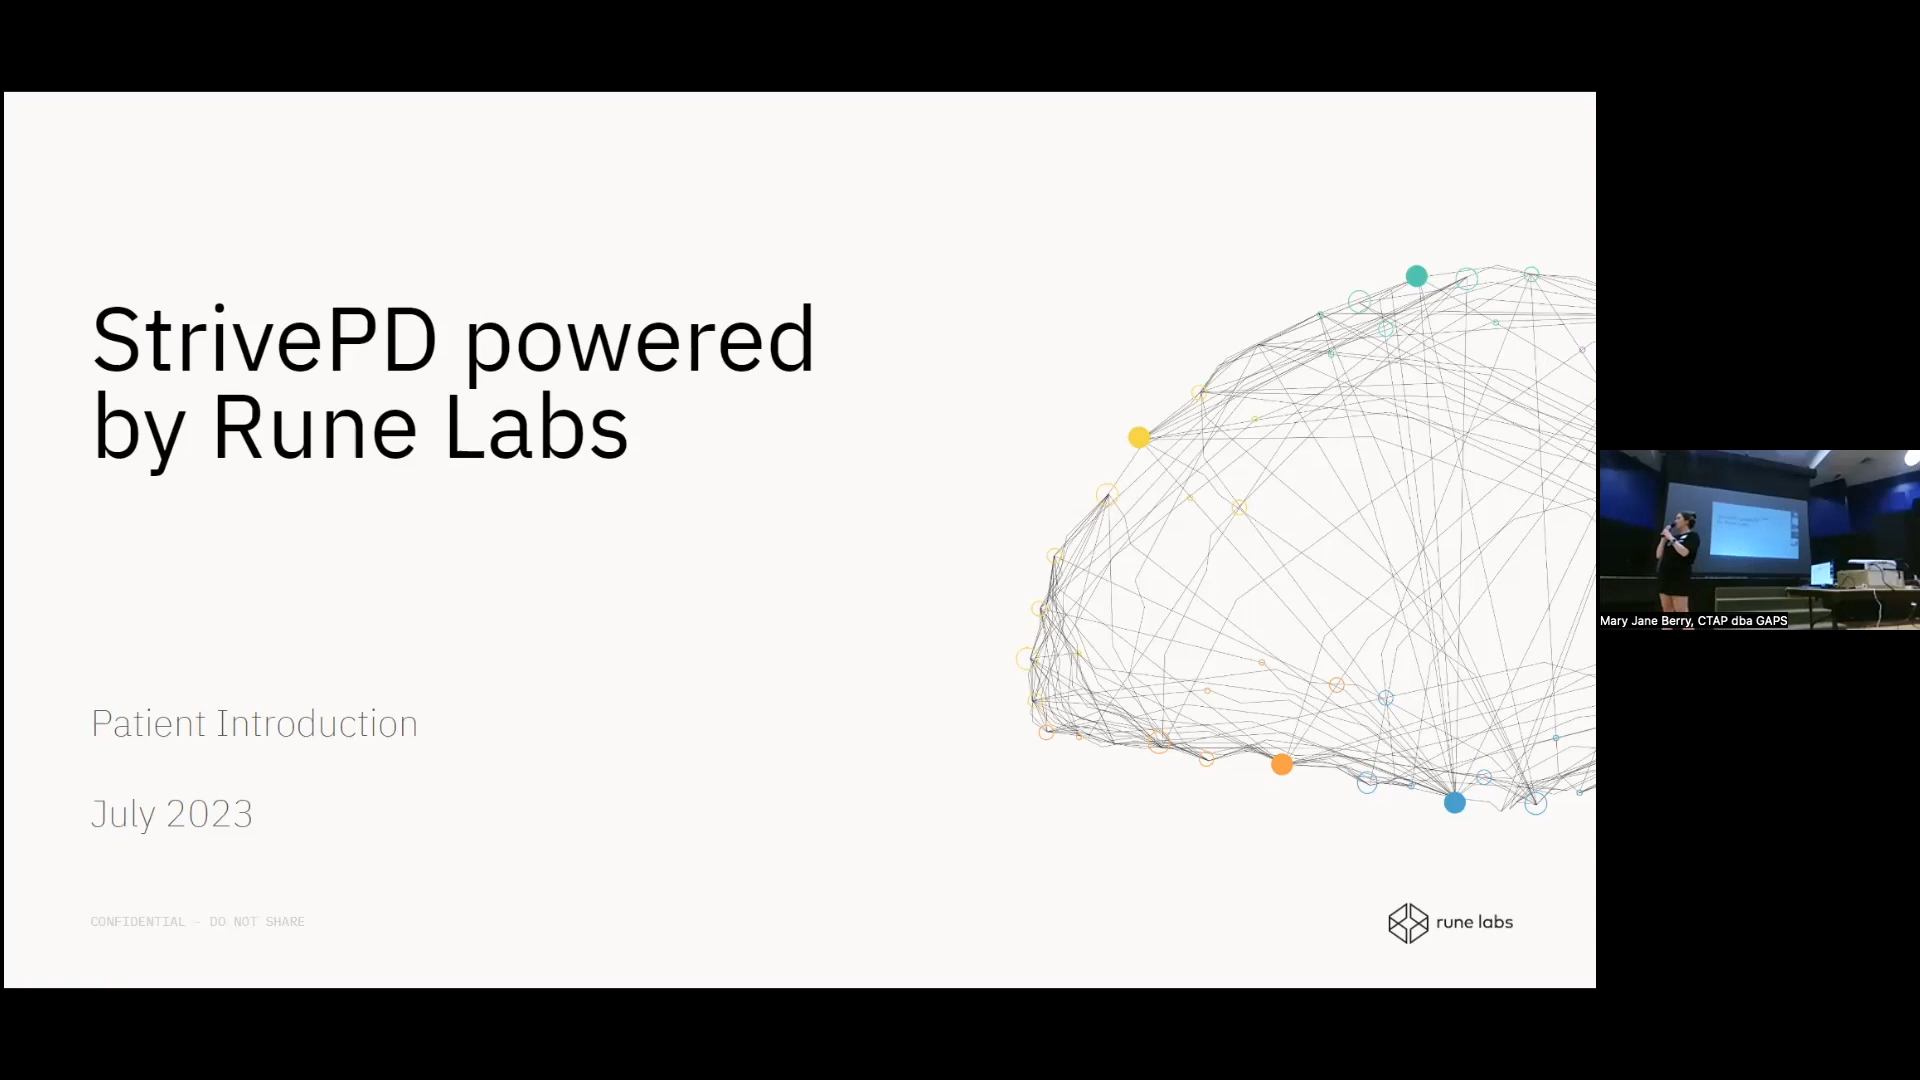 StrivePD powered
by Rune Labs
Patient Introduction
July 2023
CONFIDENTIAL – DO NOT SHARE
rune labs
Mary Jane Berry, CTAP dba GAPS